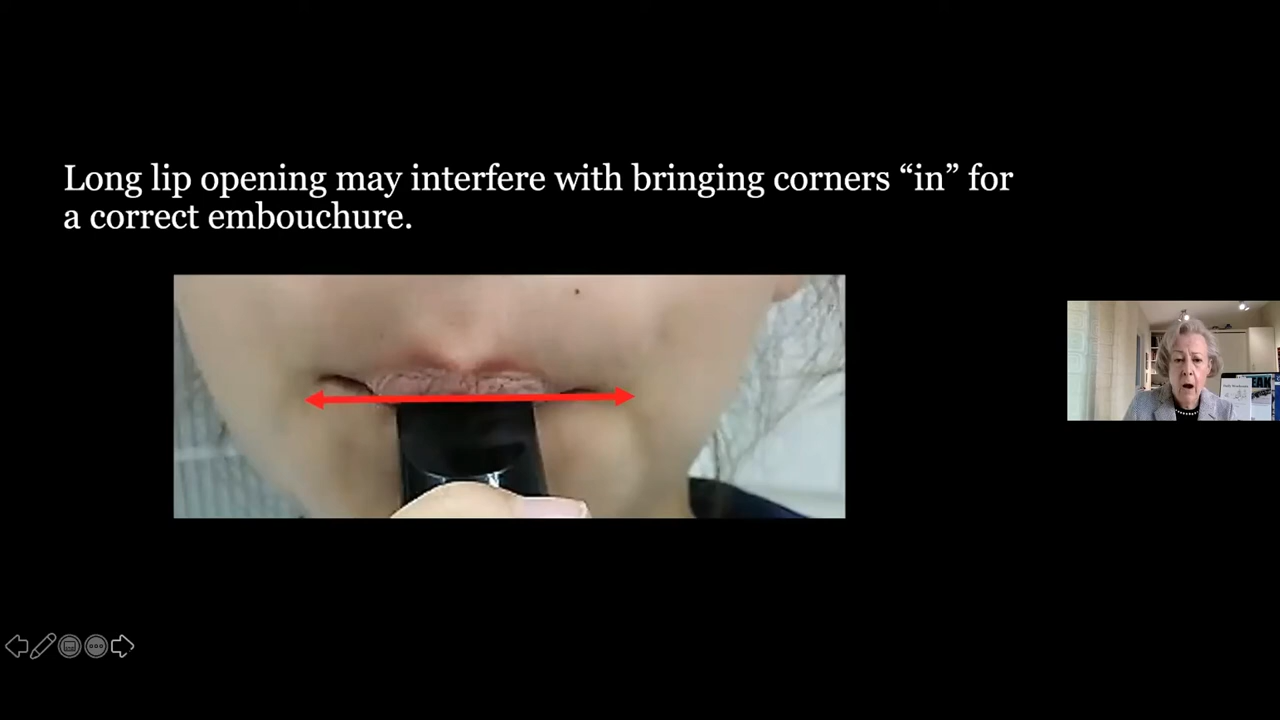 Long lip opening may interfere with bringing corners “in” for
a correct embouchure.